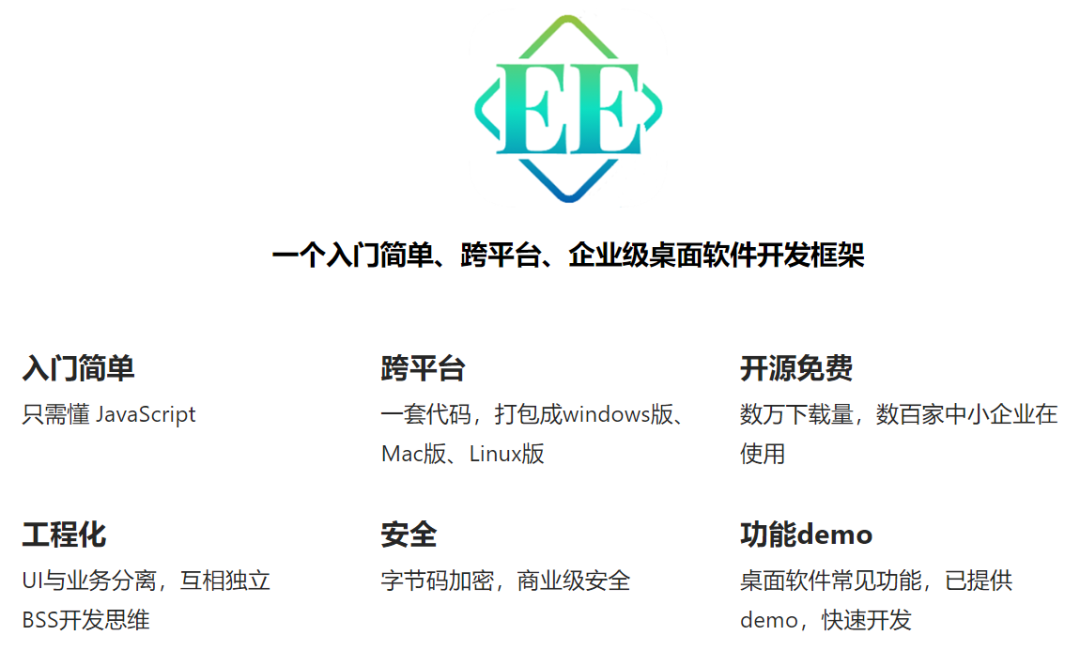 EE
一个入门简单、跨平台、企业级桌面软件开发框架
入门简单
只需懂 JavaScript
跨平台
一套代码，打包成windows版、
Mac版、Linux版
开源免费
数万下载量，数百家中小企业在
使用
工程化
UI与业务分离，互相独立
BSS开发思维
安全
字节码加密，商业级安全
功能demo
桌面软件常见功能，已提供
demo，快速开发